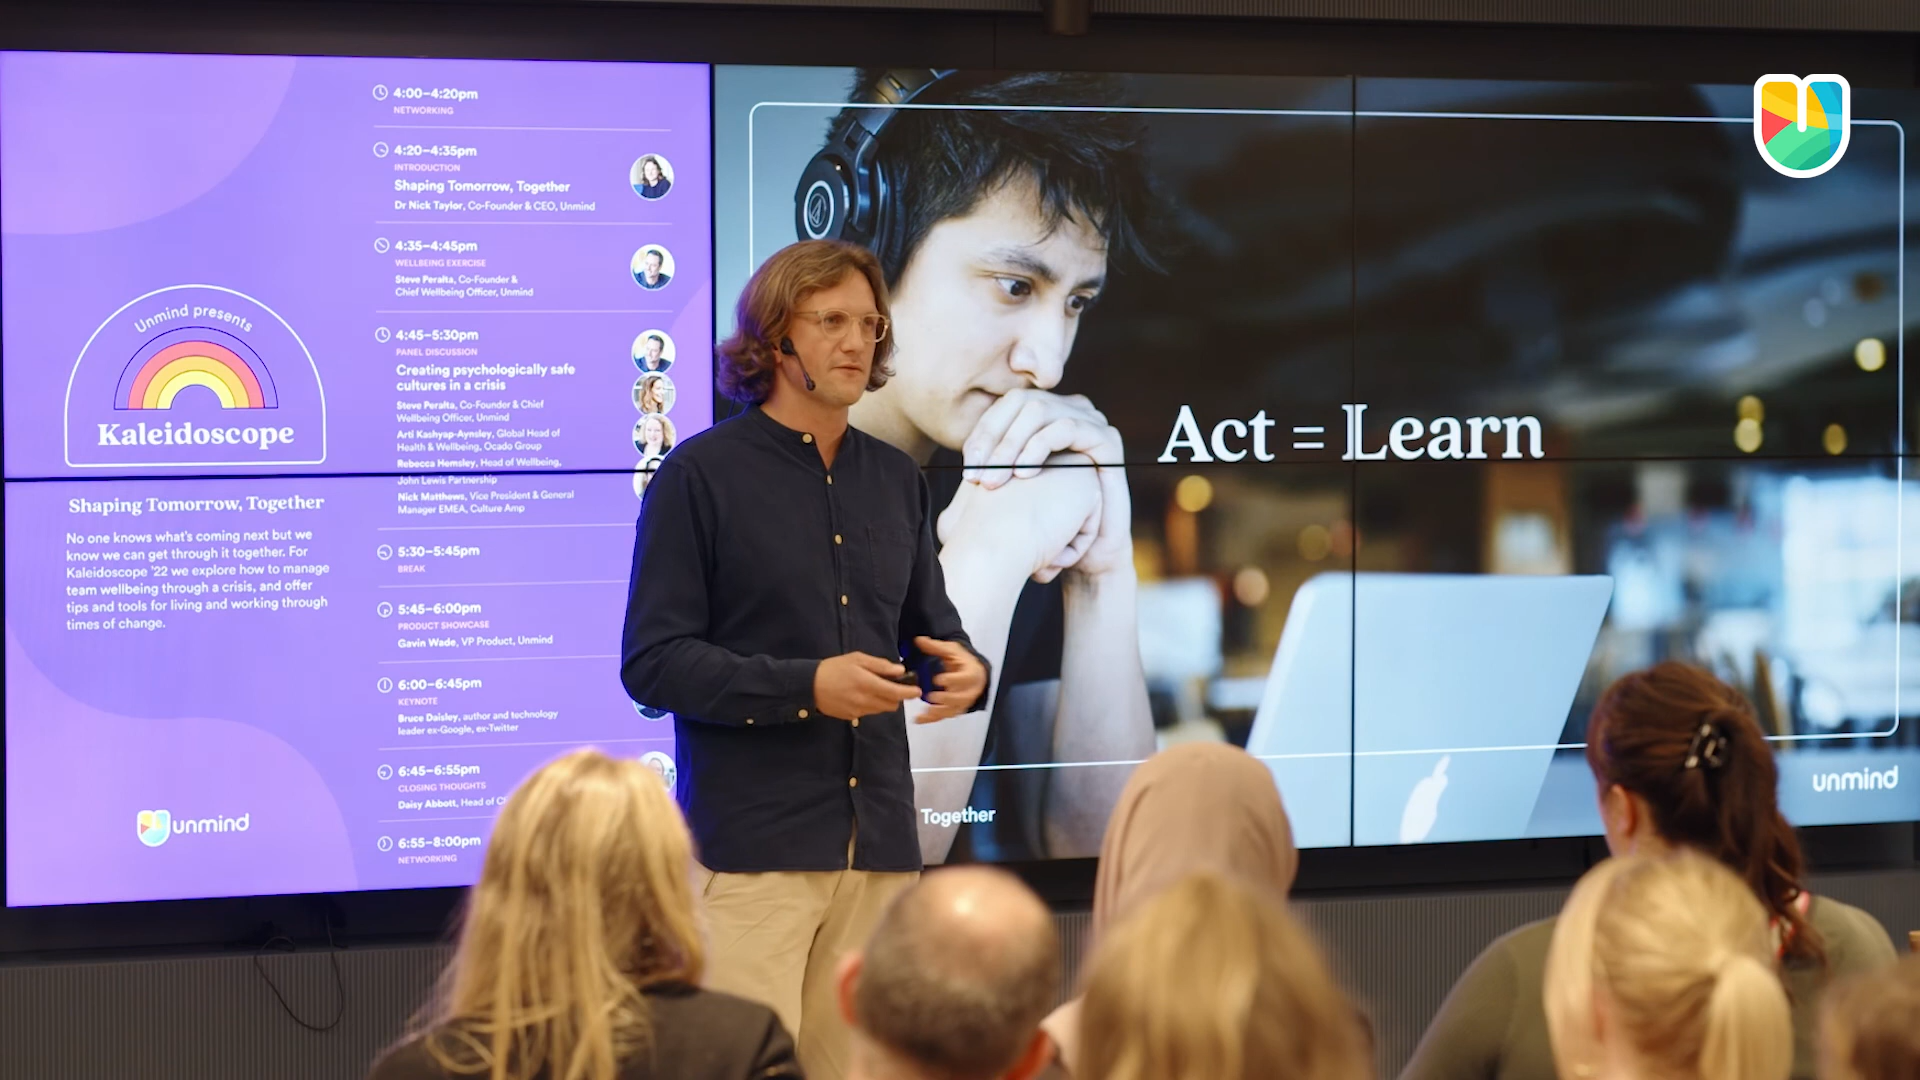 Unmind presents
Kaleidoscope
Shaping Tomorrow, Together
No one knows what's coming next but we
know we can get through it together. For
Kaleidoscope '22 we explore how to manage
team wellbeing through a crisis, and offer
tips and tools for living and working through
times of change.
unmind
4:00–4:20pm
NETWORKING
4:20–4:35pm
INTRODUCTION
Shaping Tomorrow, Together
Dr Nick Taylor, Co-Founder & CEO, Unmind
4:35–4:45pm
WELLBEING EXERCISE
Steve Peralta, Co-Founder &
Chief Wellbeing Officer, Unmind
4:45–5:30pm
PANEL DISCUSSION
Creating psychologically safe
cultures in a crisis
Steve Peralta, Co-Founder & Chief
Wellbeing Officer, Unmind
Arti Kashyap-Aynsley, Global Head of
Health & Wellbeing, Ocado Group
Rebecca Hemsley, Head of Wellbeing,
John Lewis Partnership
Nick Matthews, Vice President & General
Manager EMEA, Culture Amp
5:30–5:45pm
BREAK
5:45–6:00pm
PRODUCT SHOWCASE
Gavin Wade, VP Product, Unmind
6:00–6:45pm
KEYNOTE
Bruce Daisley, author and technology
leader ex-Google, ex-Twitter
6:45–6:55pm
CLOSING THOUGHTS
Daisy Abbott, Head of
6:55–8:00pm
NETWORKING
Act = Learn
Together
unmind